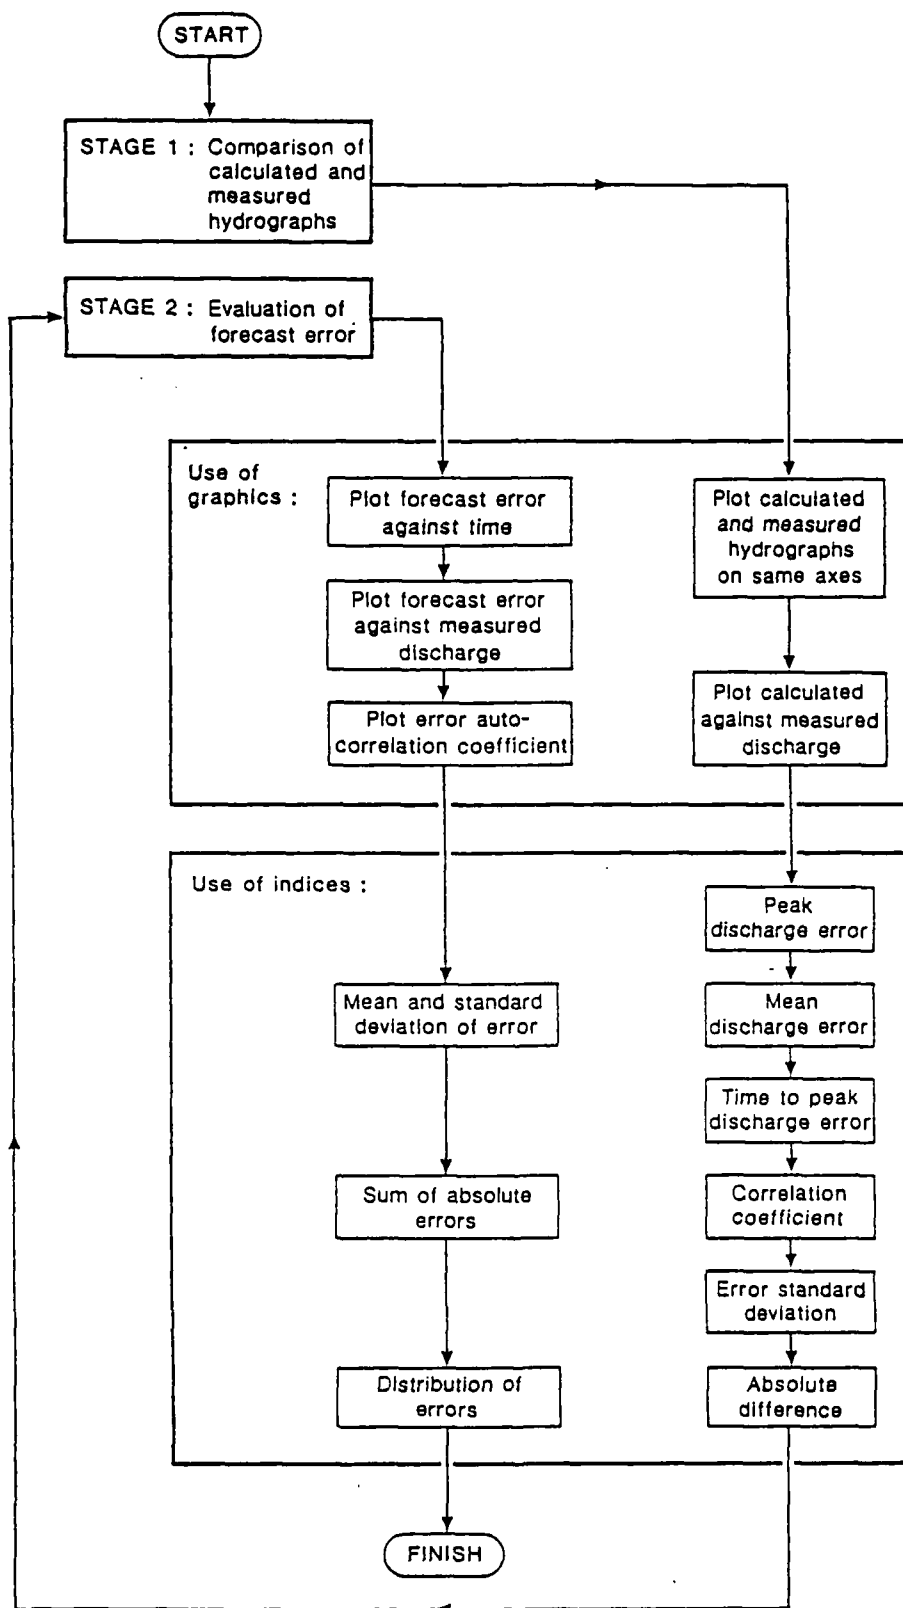 START
STAGE 1 : Comparison of
calculated and
measured
hydrographs
STAGE 2 : Evaluation of
forecast error
Use of
graphics :
Plot forecast error
against time
Plot forecast error
against measured
discharge
Plot error auto-
correlation coefficient
Plot calculated
and measured
hydrographs
on same axes
Plot calculated
against measured
discharge
Use of indices :
Mean and standard
deviation of error
Sum of absolute
errors
Distribution of
errors
Peak
discharge error
Mean
discharge error
Time to peak
discharge error
Correlation
coefficient
Error standard
deviation
Absolute
difference
FINISH